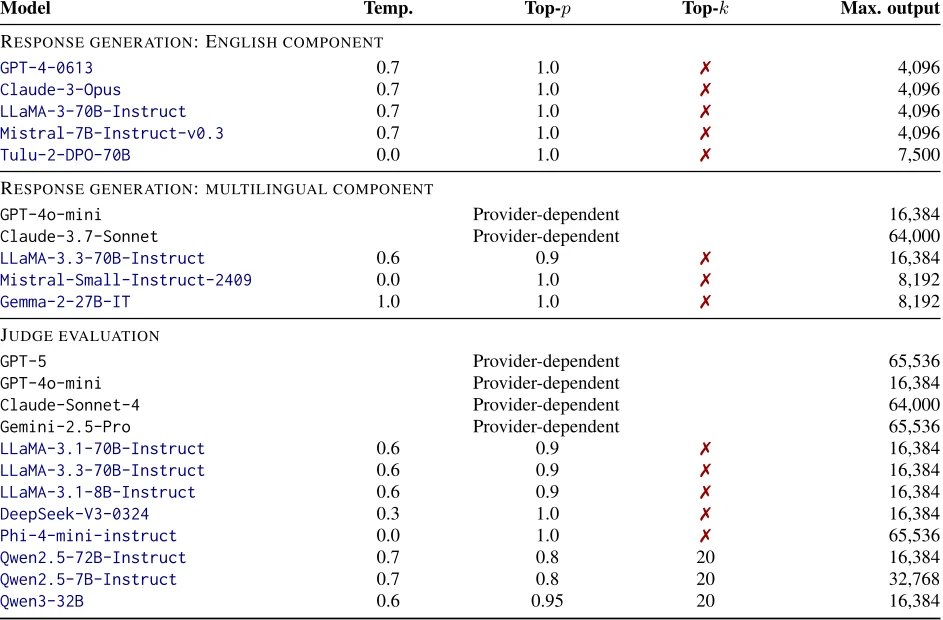 Model Temp. Top-p Top-k Max. output
RESPONSE GENERATION: ENGLISH COMPONENT
GPT-4-0613 0.7 1.0 ✗ 4,096
Claude-3-Opus 0.7 1.0 ✗ 4,096
LLaMA-3-70B-Instruct 0.7 1.0 ✗ 4,096
Mistral-7B-Instruct-v0.3 0.7 1.0 ✗ 4,096
Tulu-2-DPO-70B 0.0 1.0 ✗ 7,500
RESPONSE GENERATION: MULTILINGUAL COMPONENT
GPT-4o-mini Provider-dependent 16,384
Claude-3.7-Sonnet Provider-dependent 64,000
LLaMA-3.3-70B-Instruct 0.6 0.9 ✗ 16,384
Mistral-Small-Instruct-2409 0.0 1.0 ✗ 8,192
Gemma-2-27B-IT 1.0 1.0 ✗ 8,192
JUDGE EVALUATION
GPT-5 Provider-dependent 65,536
GPT-4o-mini Provider-dependent 16,384
Claude-Sonnet-4 Provider-dependent 64,000
Gemini-2.5-Pro Provider-dependent 65,536
LLaMA-3.1-70B-Instruct 0.6 0.9 ✗ 16,384
LLaMA-3.3-70B-Instruct 0.6 0.9 ✗ 16,384
LLaMA-3.1-8B-Instruct 0.6 0.9 ✗ 16,384
DeepSeek-V3-0324 0.3 1.0 ✗ 16,384
Phi-4-mini-instruct 0.0 1.0 ✗ 65,536
Qwen2.5-72B-Instruct 0.7 0.8 20 16,384
Qwen2.5-7B-Instruct 0.7 0.8 20 32,768
Qwen3-32B 0.6 0.95 20 16,384